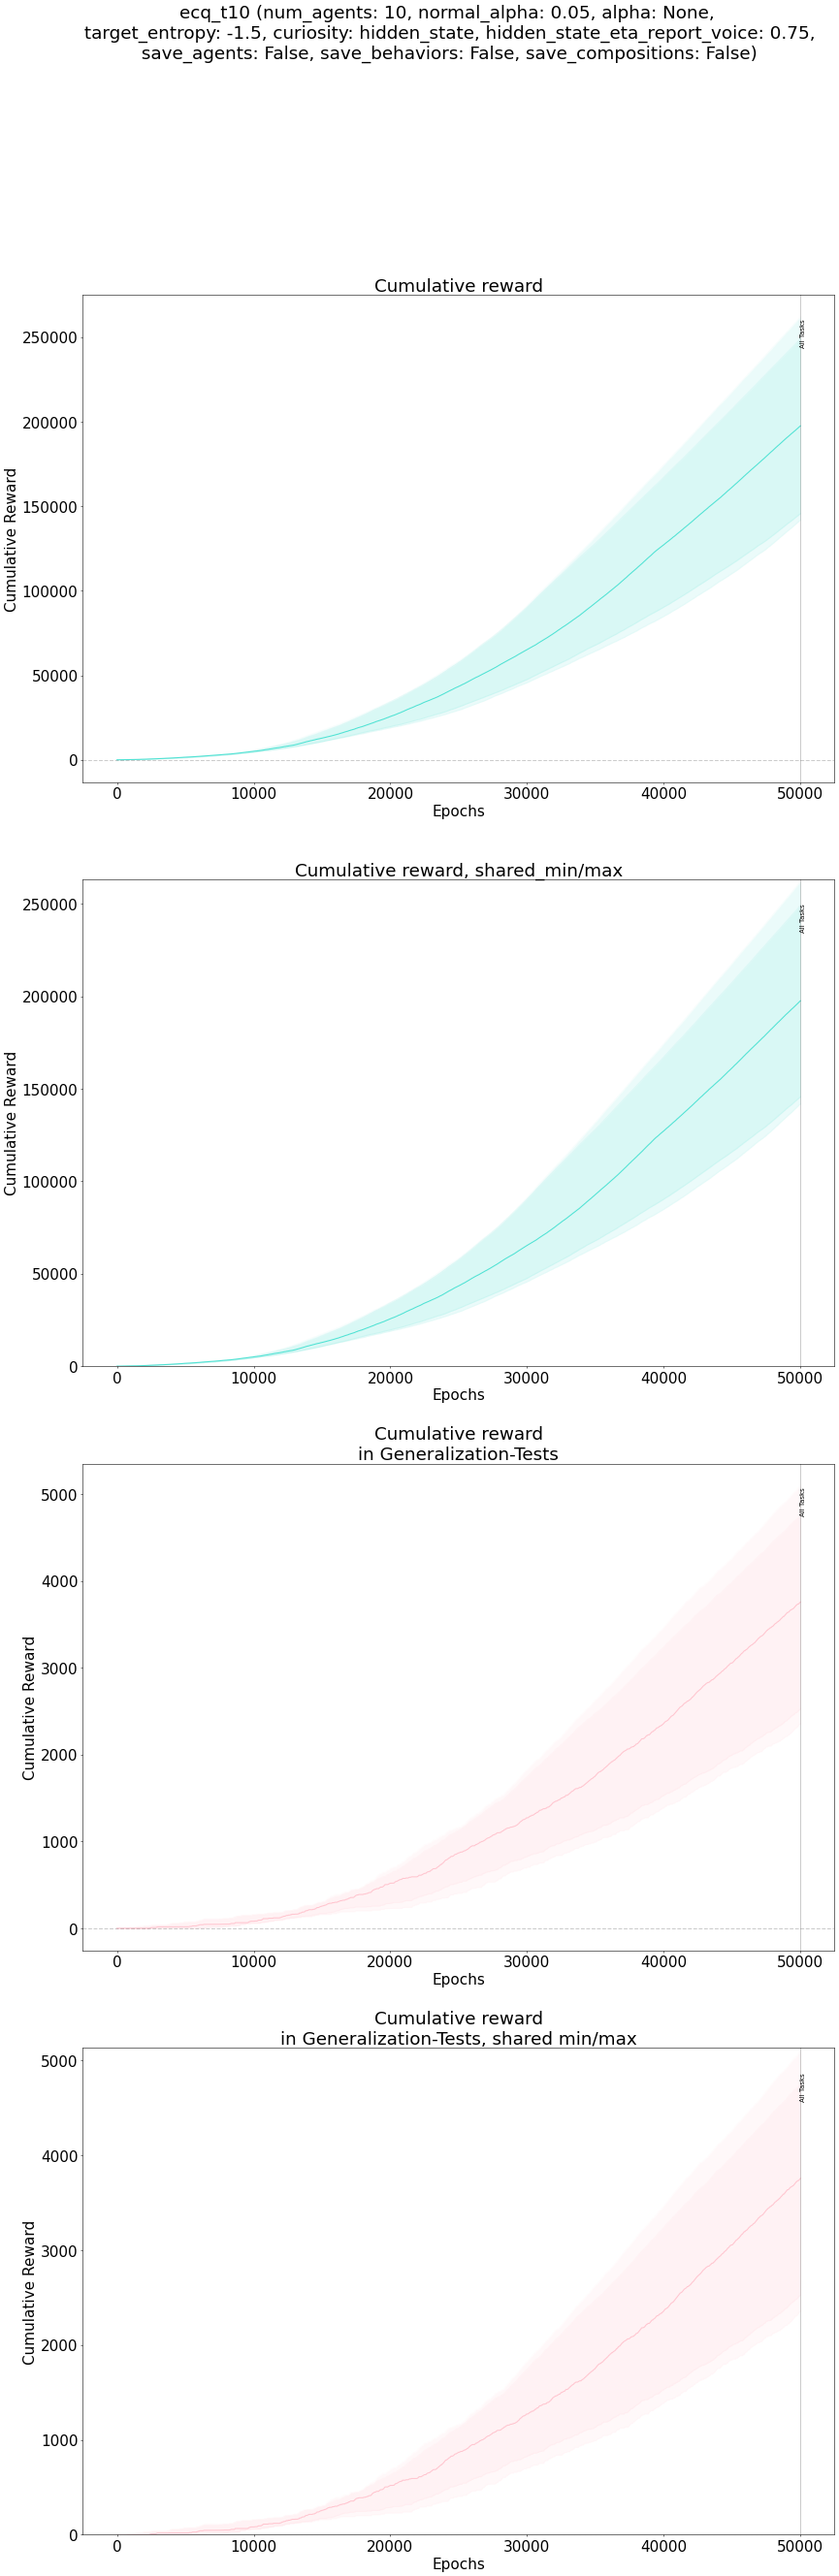 ecq_t10 (num_agents: 10, normal_alpha: 0.05, alpha: None,
target_entropy: -1.5, curiosity: hidden_state, hidden_state_eta_report_voice: 0.75,
save_agents: False, save_behaviors: False, save_compositions: False)
Cumulative reward
All Tasks
250000
200000
150000
100000
50000
0
Cumulative Reward
0 10000 20000 30000 40000 50000
Epochs
Cumulative reward, shared_min/max
All Tasks
250000
200000
150000
100000
50000
0
Cumulative Reward
0 10000 20000 30000 40000 50000
Epochs
Cumulative reward
in Generalization-Tests
All Tasks
5000
4000
3000
2000
1000
0
Cumulative Reward
0 10000 20000 30000 40000 50000
Epochs
Cumulative reward
in Generalization-Tests, shared min/max
All Tasks
5000
4000
3000
2000
1000
0
Cumulative Reward
0 10000 20000 30000 40000 50000
Epochs